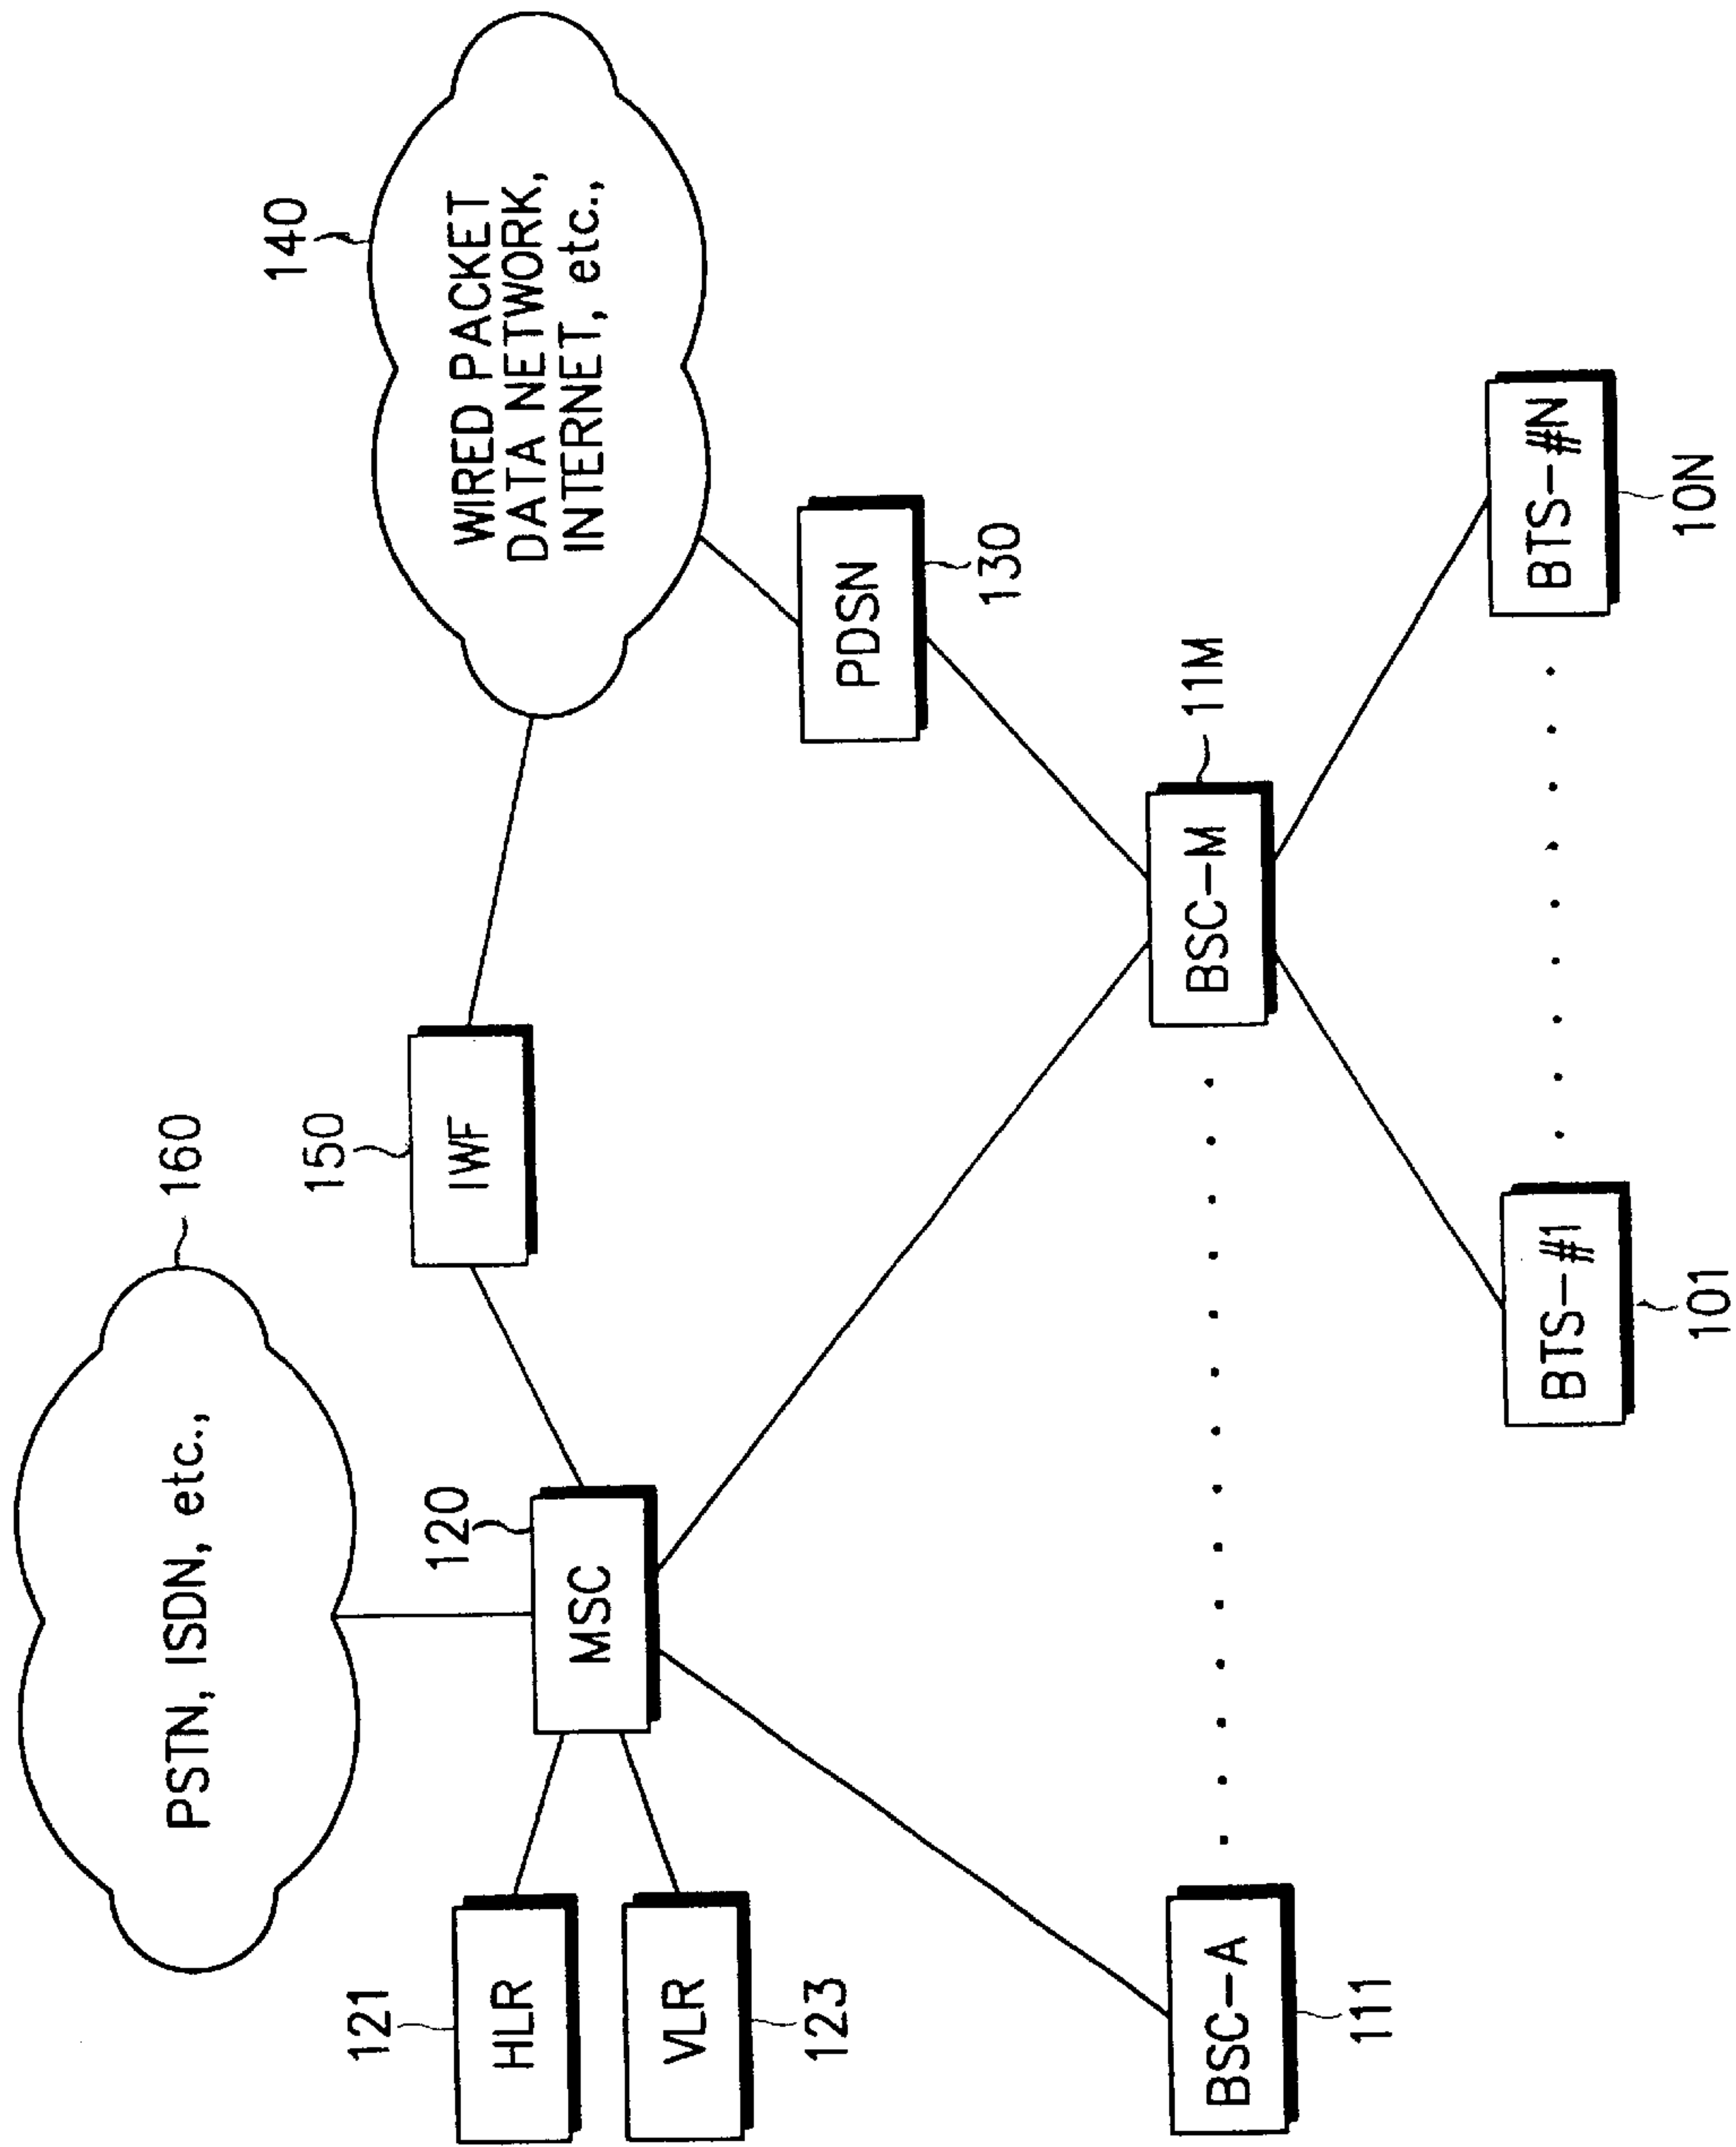 160
PSTN, ISDN, etc.,
140
WIRED PACKET
DATA NETWORK,
INTERNET, etc.,
150
IWF
121
HLR
120
MSC
VLR
123
PDSN
130
BSC-A
111
BSC-M
11M
BTS-#1
101
BTS-#N
10N